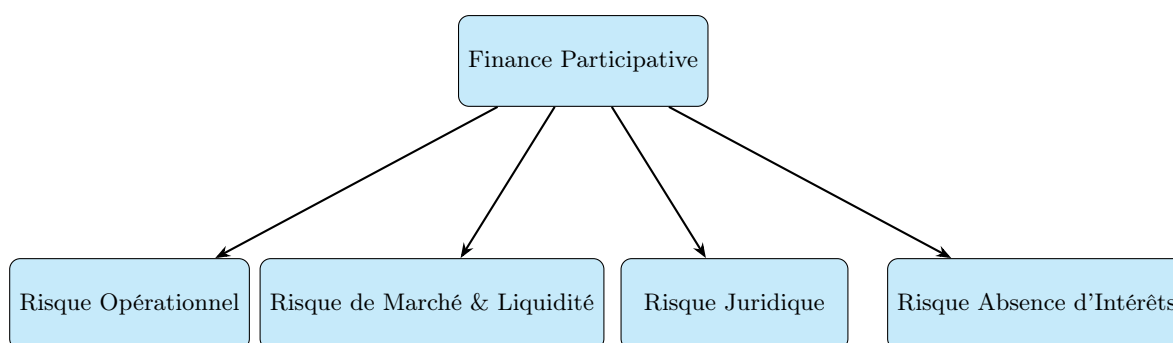 Finance Participative
Risque Opérationnel
Risque de Marché & Liquidité
Risque Juridique
Risque Absence d'Intérêts